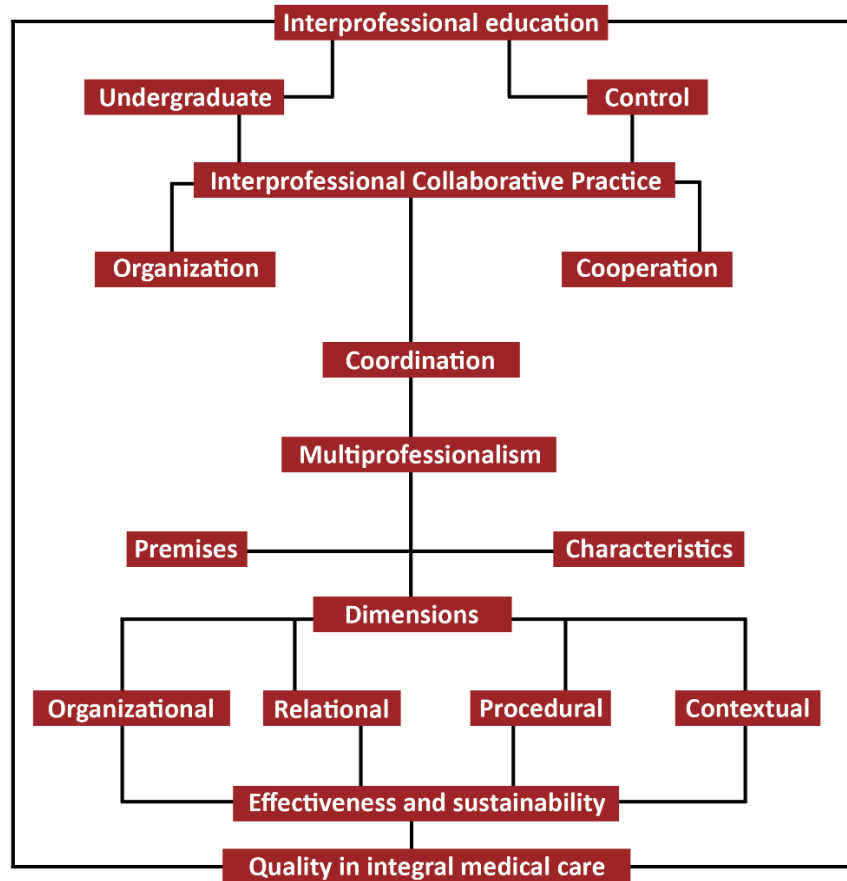 Interprofessional education
Undergraduate
Control
Interprofessional Collaborative Practice
Organization
Cooperation
Coordination
Multiprofessionalism
Premises
Characteristics
Dimensions
Organizational
Relational
Procedural
Contextual
Effectiveness and sustainability
Quality in integral medical care